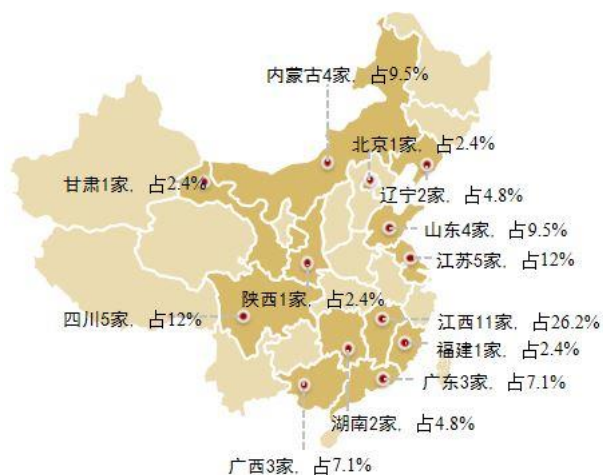 内蒙古4家，占9.5%
北京1家，占2.4%
甘肃1家，占2.4%
辽宁2家，占4.8%
山东4家，占9.5%
江苏5家，占12%
陕西1家，占2.4%
四川5家，占12%
江西11家，占26.2%
福建1家，占2.4%
广东3家，占7.1%
湖南2家，占4.8%
广西3家，占7.1%